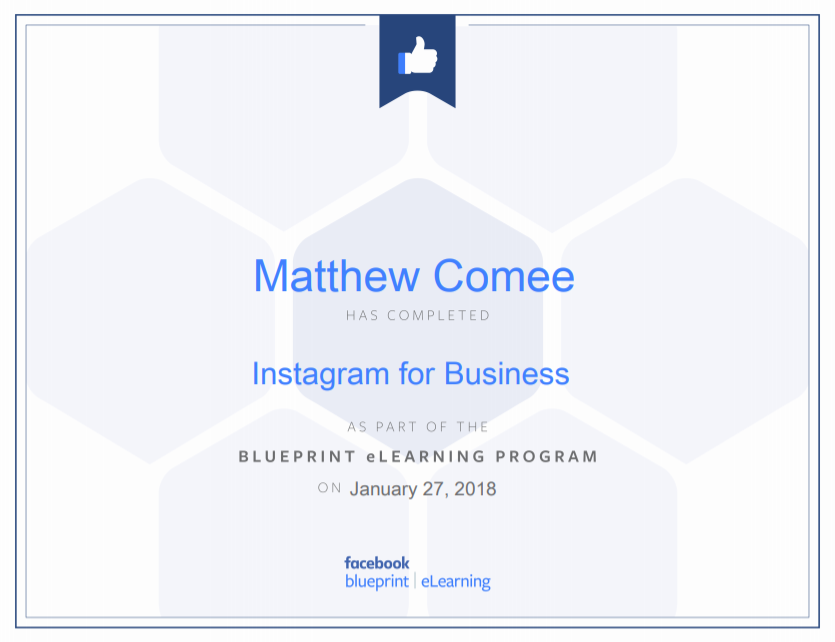 Matthew Comee
HAS COMPLETED
Instagram for Business
AS PART OF THE
BLUEPRINT eLEARNING PROGRAM
ON January 27, 2018
facebook
blueprint | eLearning